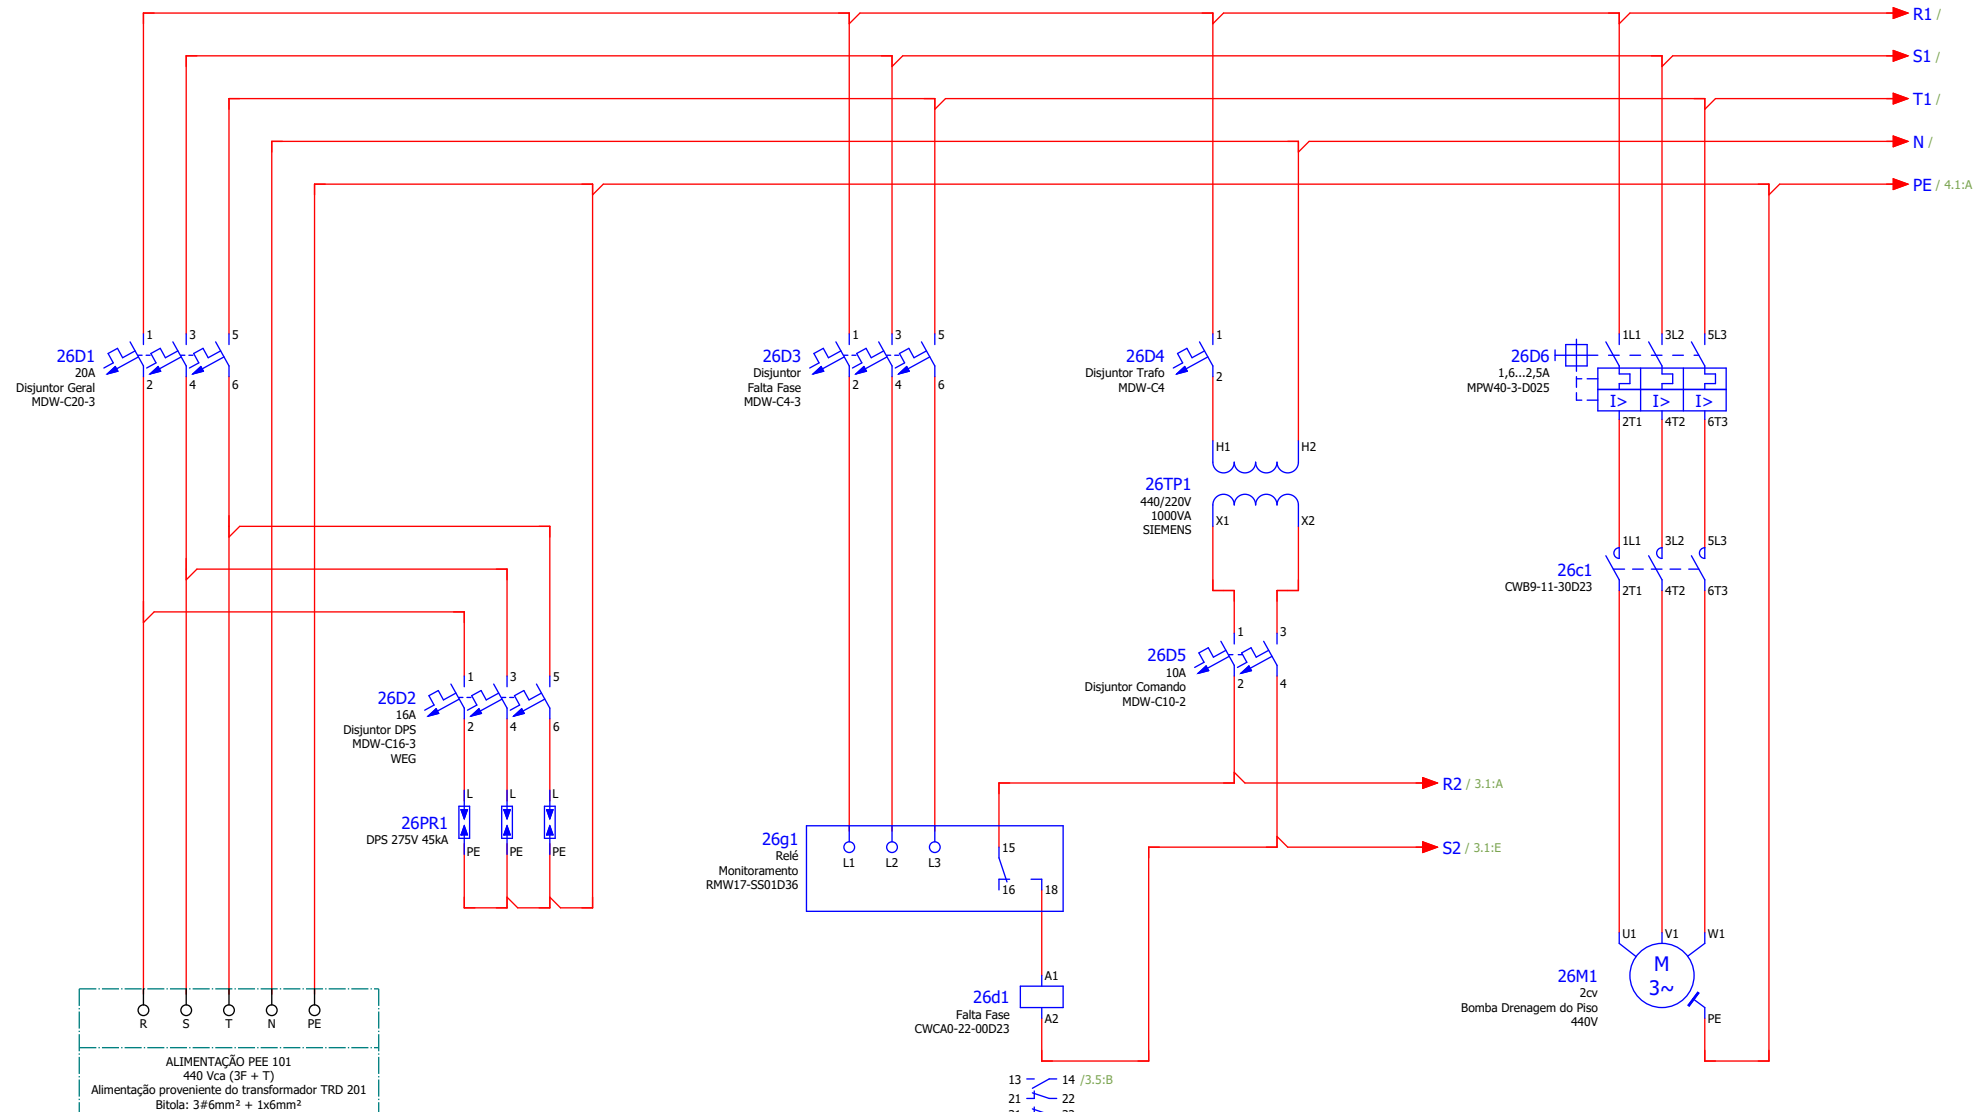 R1 /
S1 /
T1 /
N /
PE / 4.1:A
1 3 5
26D1
20A
Disjuntor Geral
MDW-C20-3
2 4 6
1 3 5
26D3
Disjuntor
Falta Fase
MDW-C4-3
2 4 6
1
26D4
Disjuntor Trafo
MDW-C4
2
1L1 3L2 5L3
26D6
1,6...2,5A
MPW40-3-D025
I> I> I>
2T1 4T2 6T3
H1 H2
26TP1
440/220V
1000VA
SIEMENS
X1 X2
1L1 3L2 5L3
26c1
CWB9-11-30D23
2T1 4T2 6T3
1 3
26D5
10A
Disjuntor Comando
MDW-C10-2
2 4
1 3 5
26D2
16A
Disjuntor DPS
MDW-C16-3
WEG
2 4 6
L L L
26PR1
DPS 275V 45kA
PE PE PE
R2 / 3.1:A
S2 / 3.1:E
26g1
Relé
Monitoramento
RMW17-SS01D36
L1 L2 L3
15
16 18
A1
26d1
Falta Fase
CWCA0-22-00D23
A2
13 14 /3.5:B
21 22
U1 V1 W1
M
3~
26M1
2cv
Bomba Drenagem do Piso
440V
PE
R S T N PE
ALIMENTAÇÃO PEE 101
440 Vca (3F + T)
Alimentação proveniente do transformador TRD 201
Bitola: 3#6mm² + 1x6mm²